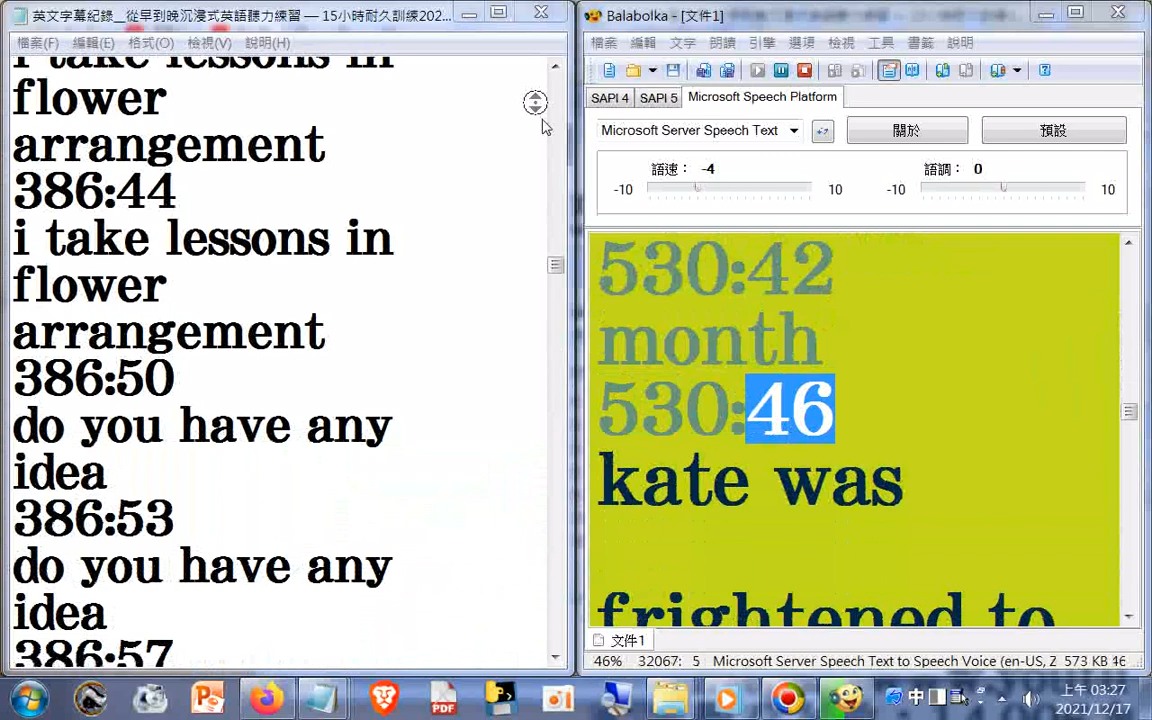 英文字幕紀錄__從早到晚沉浸式英語聽力練習 — 15小時耐久訓練202...
檔案(F) 編輯(E) 格式(O) 檢視(V) 說明(H)
i take lessons in
flower
arrangement
386:44
i take lessons in
flower
arrangement
386:50
do you have any
idea
386:53
do you have any
idea
386:57
Balabolka - [文件1]
檔案 編輯 文字 朗讀 引擎 選項 檢視 工具 書籤 說明
SAPI 4 SAPI 5 Microsoft Speech Platform
Microsoft Server Speech Text 關於 預設
語速： -4 語調： 0
-10 10 -10 10
530:42
month
530:46
kate was
frightened to
文件1
46% 32067: 5 Microsoft Server Speech Text to Speech Voice (en-US, Z 573 KB 46
PDF 中 上午 03:27
2021/12/17